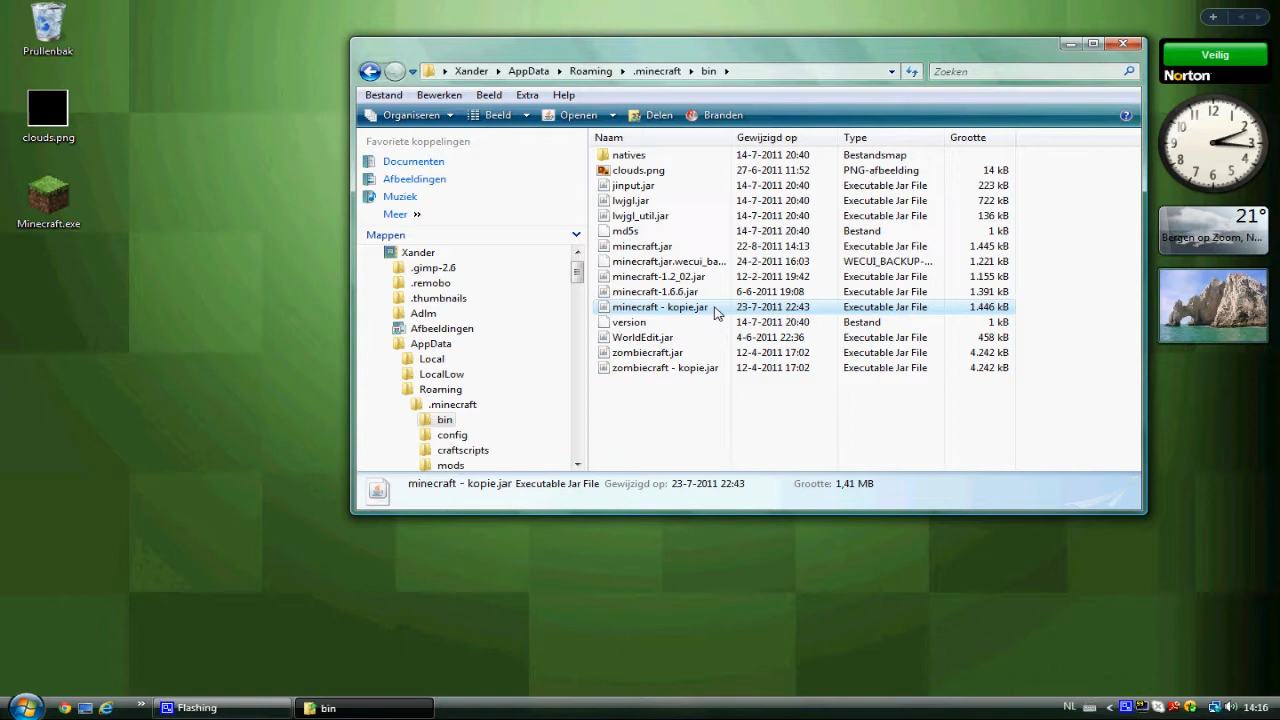 Prullenbak
clouds.png
Minecraft.exe
Xander AppData Roaming .minecraft bin
Zoeken
Bestand Bewerken Beeld Extra Help
Organiseren Beeld Openen Delen Branden
Favoriete koppelingen
Documenten
Afbeeldingen
Muziek
Meer »
Mappen
Xander
.gimp-2.6
.remobo
.thumbnails
Adlm
Afbeeldingen
AppData
Local
LocalLow
Roaming
.minecraft
bin
config
craftscripts
mods
Naam Gewijzigd op Type Grootte
natives 14-7-2011 20:40 Bestandsmap
clouds.png 27-6-2011 11:52 PNG-afbeelding 14 kB
jinput.jar 14-7-2011 20:40 Executable Jar File 223 kB
lwjgl.jar 14-7-2011 20:40 Executable Jar File 722 kB
lwjgl_util.jar 14-7-2011 20:40 Executable Jar File 136 kB
md5s 14-7-2011 20:40 Bestand 1 kB
minecraft.jar 22-8-2011 14:13 Executable Jar File 1.445 kB
minecraft.jar.wecui_ba... 24-2-2011 16:03 WECUI_BACKUP-... 1.221 kB
minecraft-1.2_02.jar 12-2-2011 19:42 Executable Jar File 1.155 kB
minecraft-1.6.6.jar 6-6-2011 19:08 Executable Jar File 1.391 kB
minecraft - kopie.jar 23-7-2011 22:43 Executable Jar File 1.446 kB
version 14-7-2011 20:40 Bestand 1 kB
WorldEdit.jar 4-6-2011 22:36 Executable Jar File 458 kB
zombiecraft.jar 12-4-2011 17:02 Executable Jar File 4.242 kB
zombiecraft - kopie.jar 12-4-2011 17:02 Executable Jar File 4.242 kB
minecraft - kopie.jar Executable Jar File Gewijzigd op: 23-7-2011 22:43 Grootte: 1,41 MB
Veilig
Norton
12 1 2 3 4 5 6 7 8 9 10 11
21°
Bergen op Zoom, N...
Flashing
bin
NL
14:16